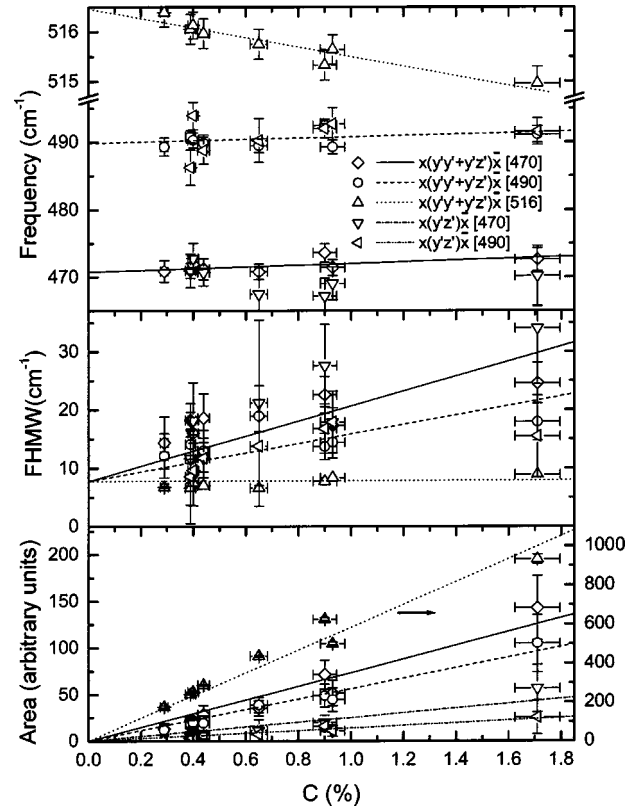 516
515
490
480
470
Frequency (cm⁻¹)
x(y'y'+y'z')x̄ [470]
x(y'y'+y'z')x̄ [490]
x(y'y'+y'z')x̄ [516]
x(y'z')x̄ [470]
x(y'z')x̄ [490]
30
20
10
0
FHMW(cm⁻¹)
200
150
100
50
0
Area (arbitrary units)
1000
800
600
400
200
0
0.0 0.2 0.4 0.6 0.8 1.0 1.2 1.4 1.6 1.8
C (%)